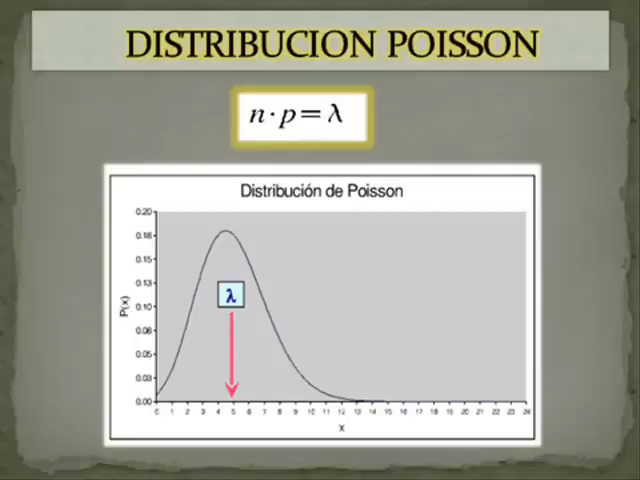 DISTRIBUCION POISSON
n·p=λ
Distribución de Poisson
0.20
0.18
0.15
0.13
0.10
0.08
0.05
0.03
0.00
P(x)
λ
0 1 2 3 4 5 6 7 8 9 10 11 12 13 14 15 16 17 18 19 20 21 22 23 24
x